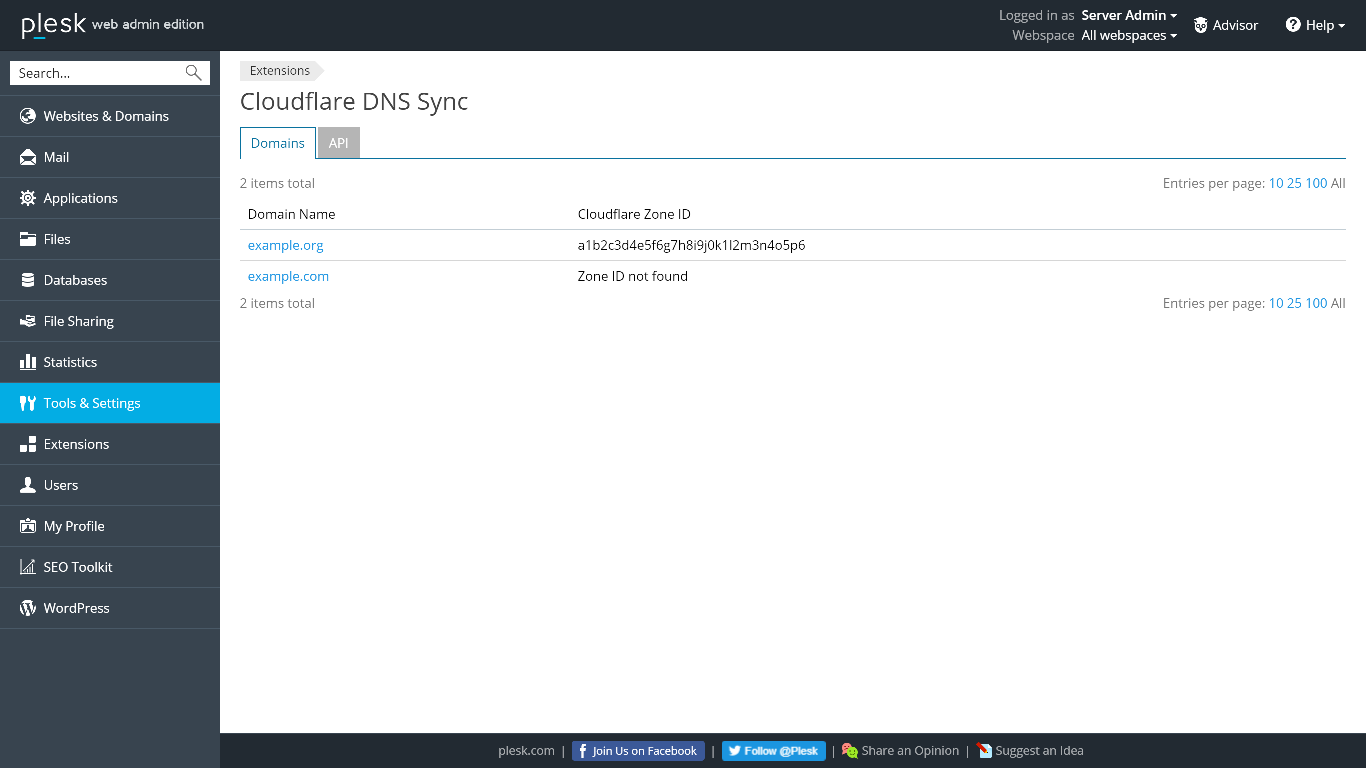 plesk web admin edition
Logged in as Server Admin
Webspace All webspaces
Advisor
Help
Search...
Websites & Domains
Mail
Applications
Files
Databases
File Sharing
Statistics
Tools & Settings
Extensions
Users
My Profile
SEO Toolkit
WordPress
Extensions
Cloudflare DNS Sync
Domains API
2 items total Entries per page: 10 25 100 All
Domain Name Cloudflare Zone ID
example.org a1b2c3d4e5f6g7h8i9j0k1l2m3n4o5p6
example.com Zone ID not found
2 items total Entries per page: 10 25 100 All
plesk.com | Join Us on Facebook | Follow @Plesk | Share an Opinion | Suggest an Idea